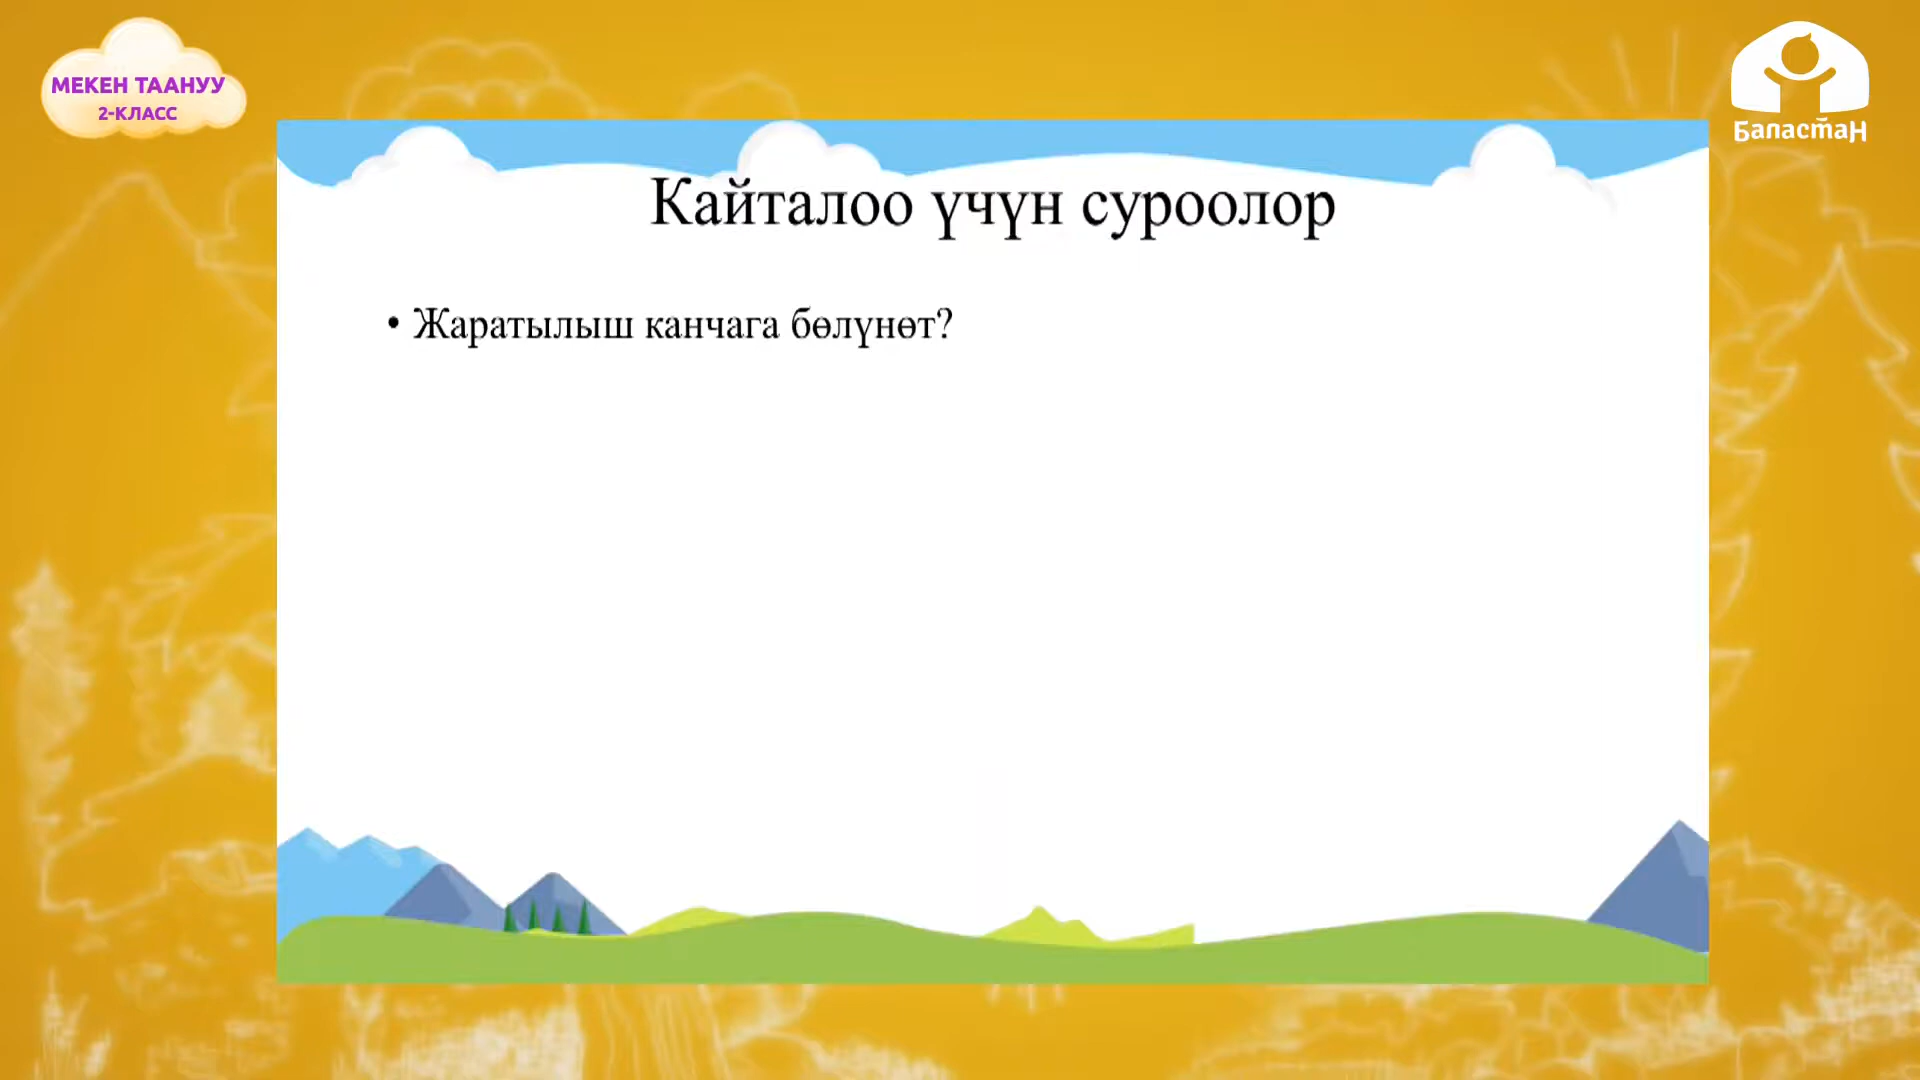 МЕКЕН ТААНУУ
2-КЛАСС
Баластан
Кайталоо үчүн суроолор
• Жаратылыш канчага бөлүнөт?